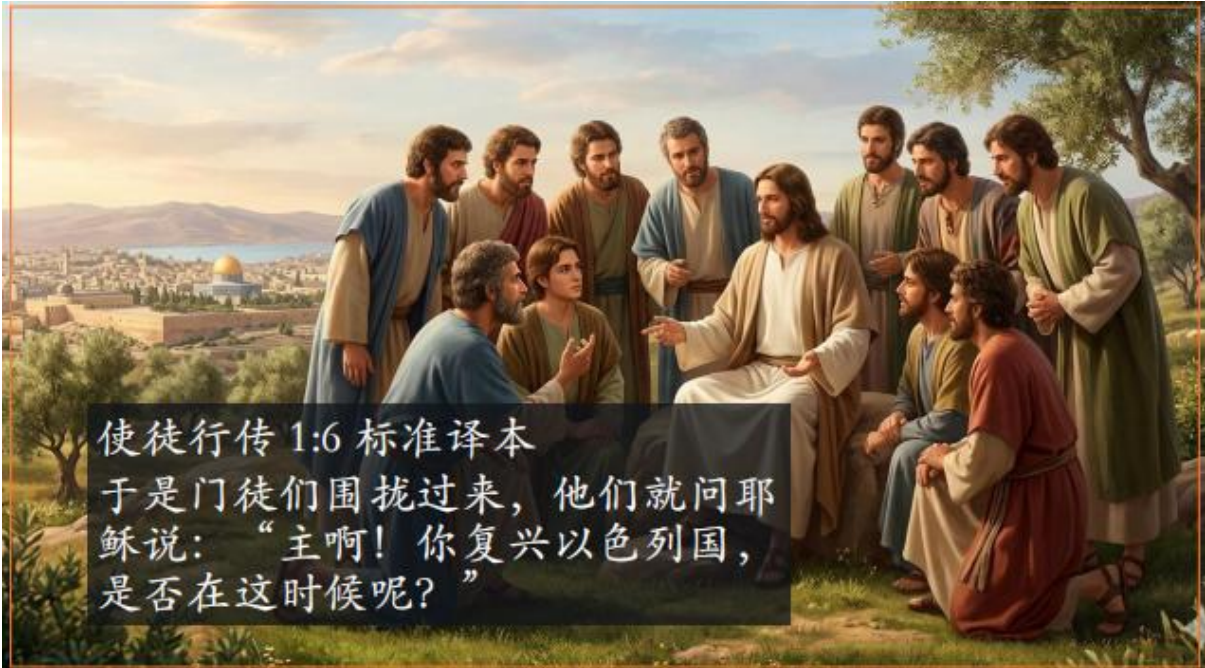 使徒行传 1:6 标准译本
于是门徒们围拢过来，他们就问耶
稣说：“主啊！你复兴以色列国，
是否在这时候呢？”